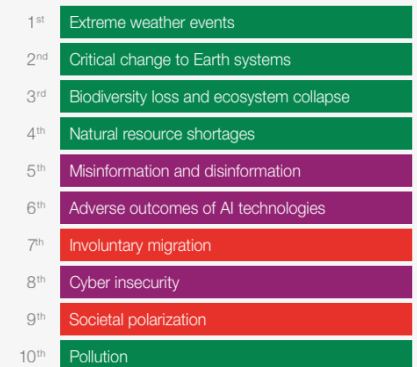 1st Extreme weather events
2nd Critical change to Earth systems
3rd Biodiversity loss and ecosystem collapse
4th Natural resource shortages
5th Misinformation and disinformation
6th Adverse outcomes of AI technologies
7th Involuntary migration
8th Cyber insecurity
9th Societal polarization
10th Pollution